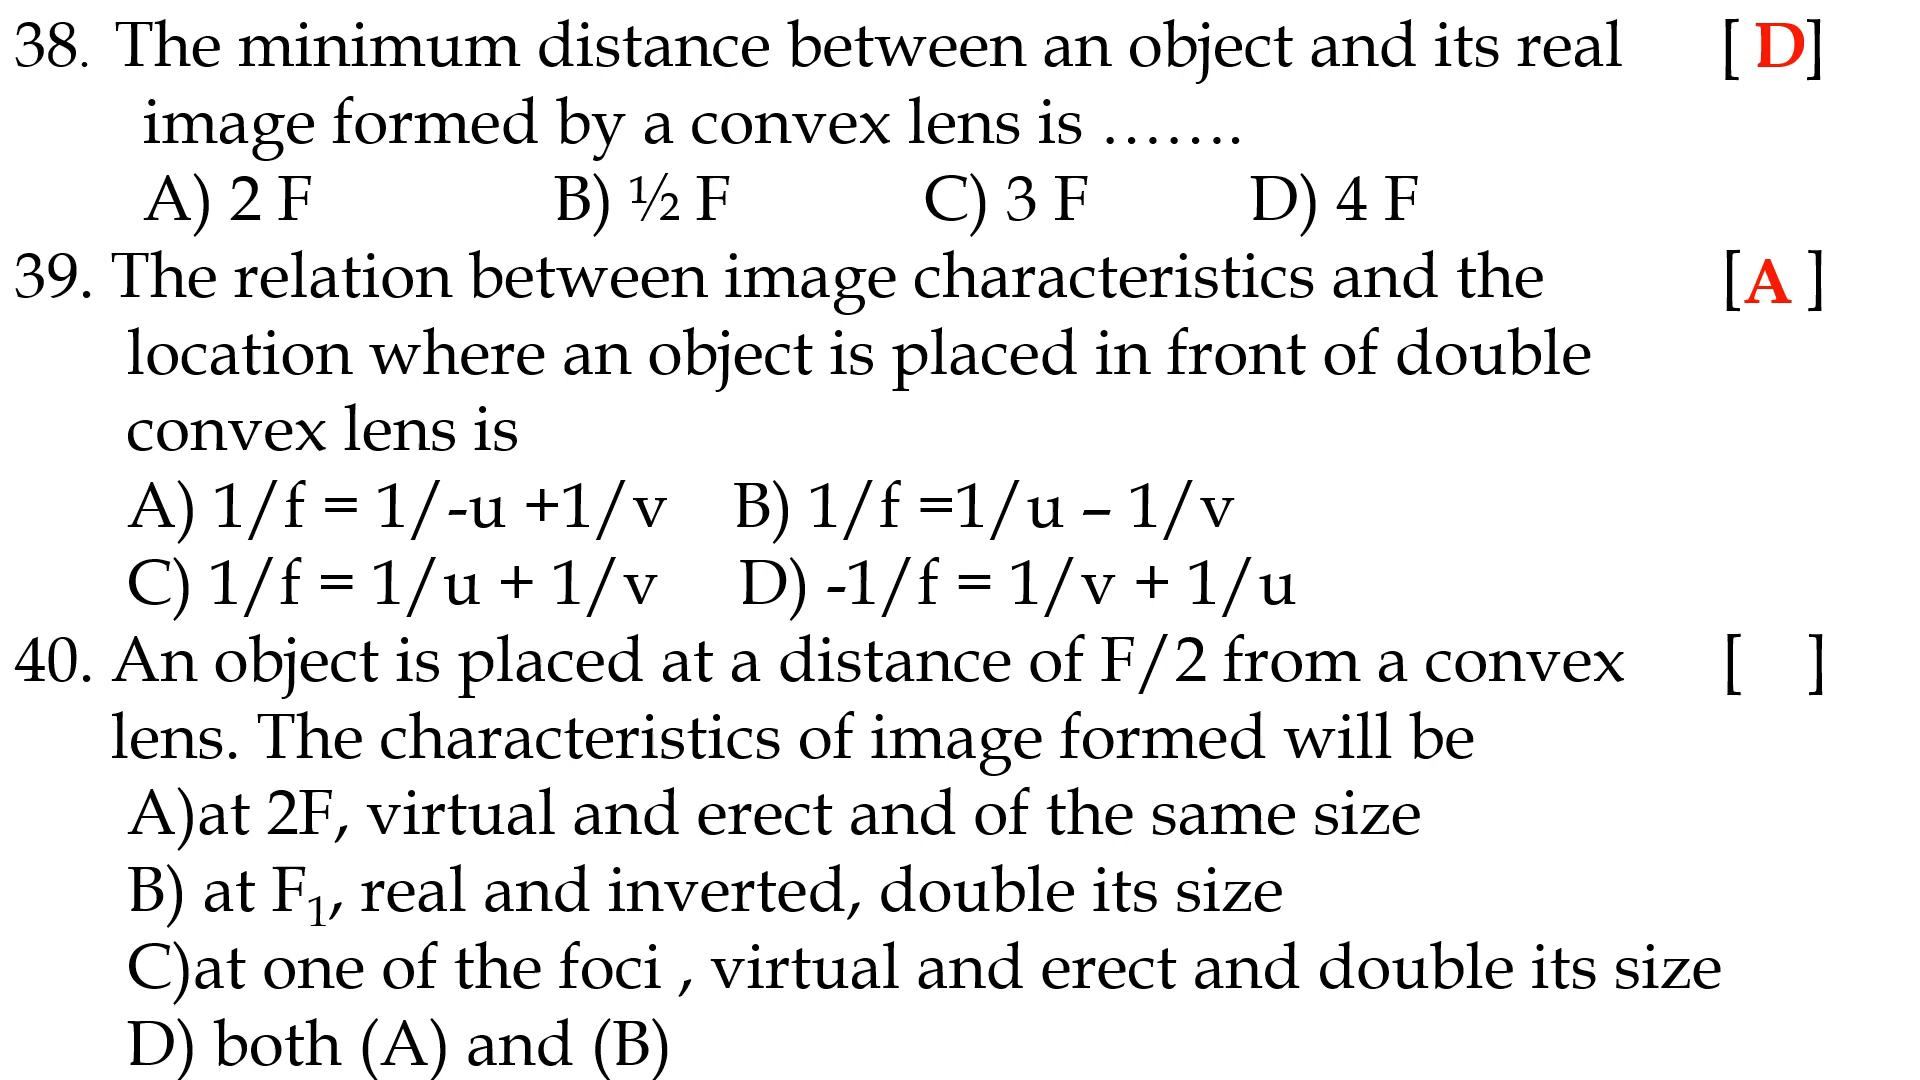 38. The minimum distance between an object and its real [ D]
image formed by a convex lens is …….
A) 2 F B) ½ F C) 3 F D) 4 F
39. The relation between image characteristics and the [A ]
location where an object is placed in front of double
convex lens is
A) 1/f = 1/-u +1/v B) 1/f =1/u – 1/v
C) 1/f = 1/u + 1/v D) -1/f = 1/v + 1/u
40. An object is placed at a distance of F/2 from a convex [ ]
lens. The characteristics of image formed will be
A)at 2F, virtual and erect and of the same size
B) at F₁, real and inverted, double its size
C)at one of the foci , virtual and erect and double its size
D) both (A) and (B)